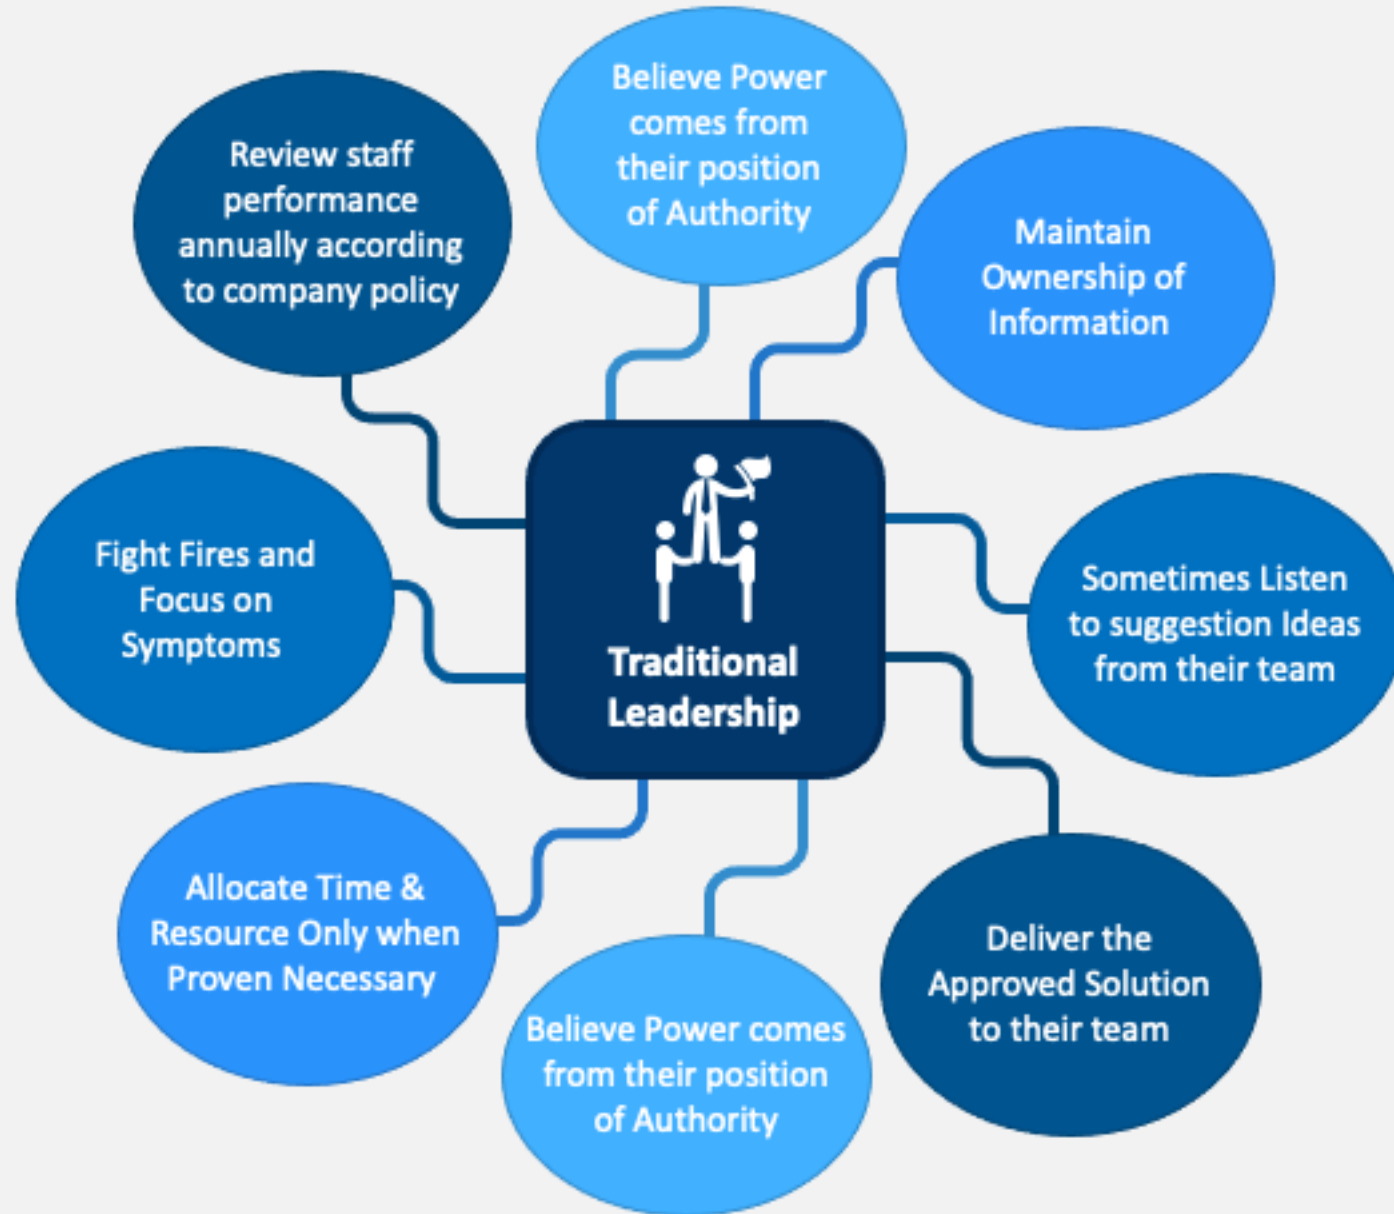 Believe Power
comes from
their position
of Authority
Review staff
performance
annually according
to company policy
Maintain
Ownership of
Information
Fight Fires and
Focus on
Symptoms
Traditional
Leadership
Sometimes Listen
to suggestion Ideas
from their team
Allocate Time &
Resource Only when
Proven Necessary
Believe Power comes
from their position
of Authority
Deliver the
Approved Solution
to their team